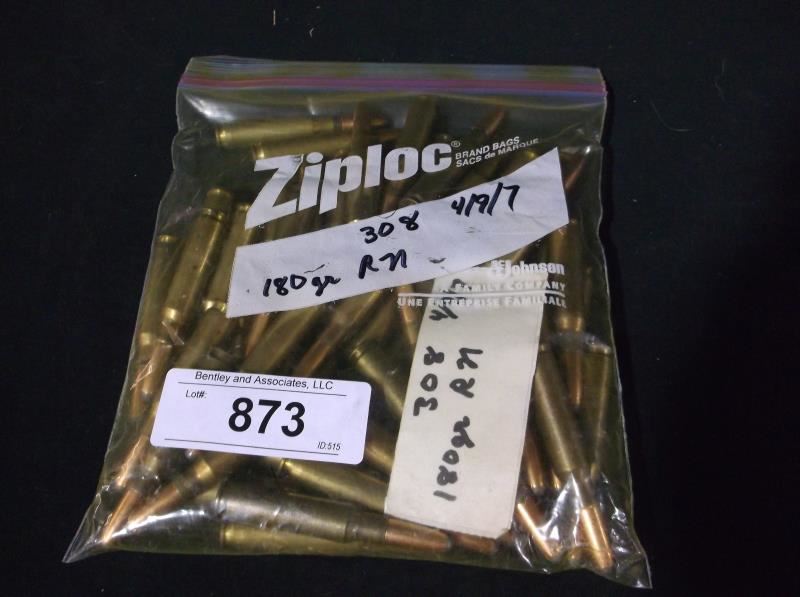 Ziploc® BRAND BAGS
SACS de MARQUE
308 4/9/7
180gr RN
Johnson
A FAMILY COMPANY
UNE ENTREPRISE FAMILIALE
308 4/
180gr RN
Bentley and Associates, LLC
Lot#:
873
ID:515